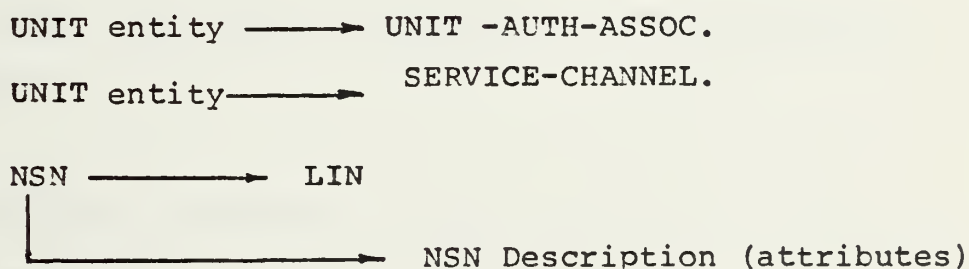 UNIT entity → UNIT -AUTH-ASSOC.
UNIT entity → SERVICE-CHANNEL.
NSN → LIN
→ NSN Description (attributes)